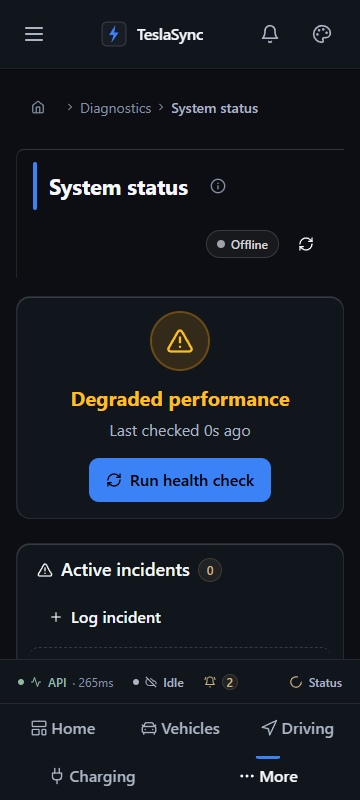 TeslaSync
Diagnostics System status
System status
Offline
Degraded performance
Last checked 0s ago
Run health check
Active incidents 0
Log incident
API · 265ms Idle 2 Status
Home Vehicles Driving
Charging More